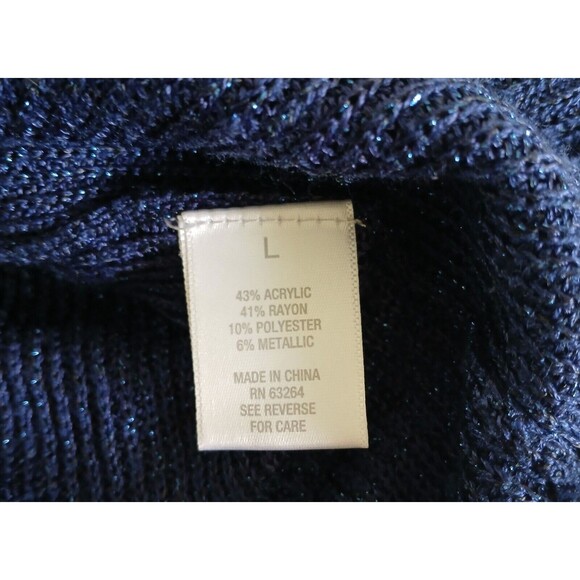 L
43% ACRYLIC
41% RAYON
10% POLYESTER
6% METALLIC
MADE IN CHINA
RN 63264
SEE REVERSE
FOR CARE